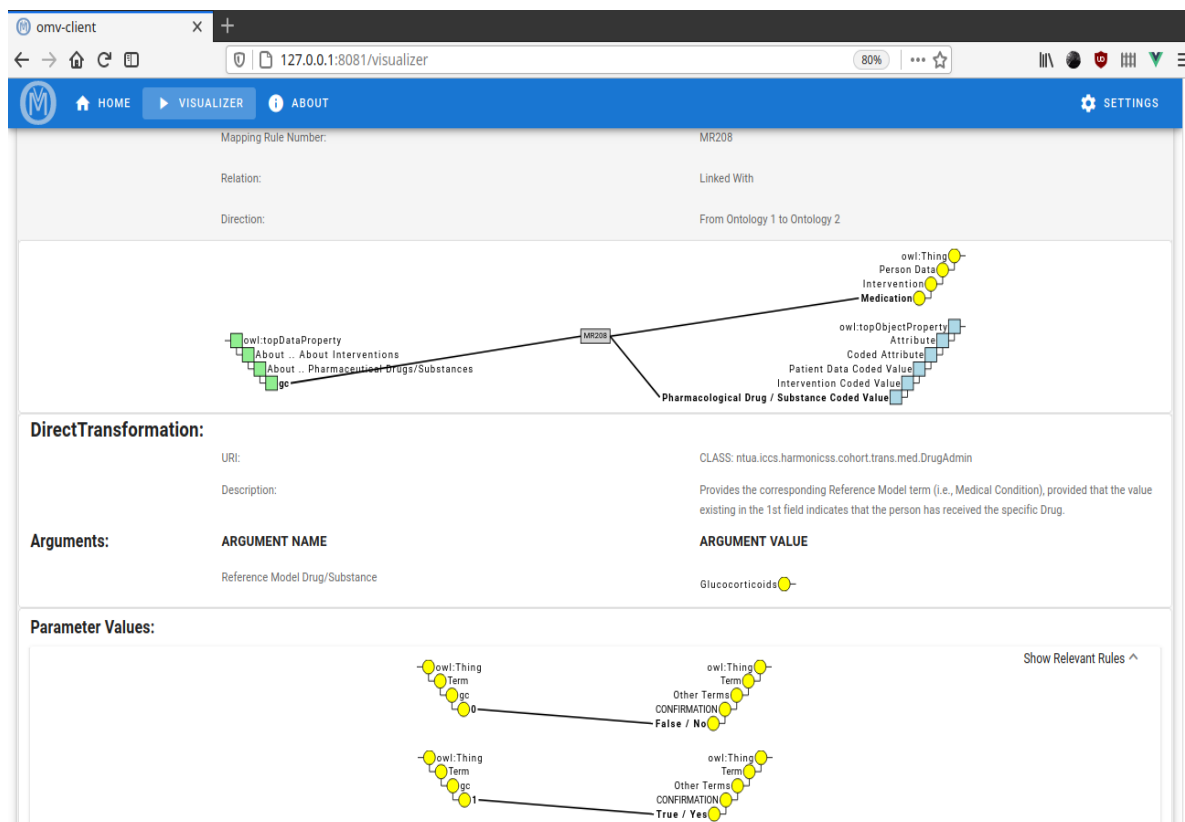 omv-client
127.0.0.1:8081/visualizer
80%
HOME
VISUALIZER
ABOUT
SETTINGS
Mapping Rule Number: MR208
Relation: Linked With
Direction: From Ontology 1 to Ontology 2
owl:Thing
Person Data
Intervention
Medication
MR208
owl:topDataProperty
About .. About Interventions
About .. Pharmaceutical Drugs/Substances
gc
owl:topObjectProperty
Attribute
Coded Attribute
Patient Data Coded Value
Intervention Coded Value
Pharmacological Drug / Substance Coded Value
DirectTransformation:
URI: CLASS: ntua.iccs.harmonicss.cohort.trans.med.DrugAdmin
Description: Provides the corresponding Reference Model term (i.e., Medical Condition), provided that the value
existing in the 1st field indicates that the person has received the specific Drug.
Arguments: ARGUMENT NAME ARGUMENT VALUE
Reference Model Drug/Substance Glucocorticoids
Parameter Values:
Show Relevant Rules
owl:Thing owl:Thing
Term Term
gc Other Terms
0 CONFIRMATION
False / No
owl:Thing owl:Thing
Term Term
gc Other Terms
1 CONFIRMATION
True / Yes